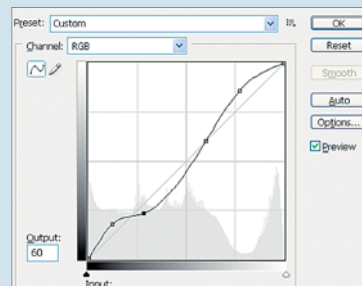 Preset: Custom
OK
Channel: RGB
Reset
Smooth
Auto
Options...
Preview
Output:
60
Input: